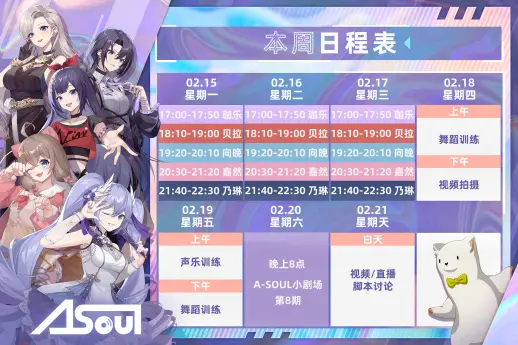 本周日程表
02.15
星期一
17:00-17:50 珈乐
18:10-19:00 贝拉
19:20-20:10 向晚
20:30-21:20 嘉然
21:40-22:30 乃琳
02.16
星期二
17:00-17:50 珈乐
18:10-19:00 贝拉
19:20-20:10 向晚
20:30-21:20 嘉然
21:40-22:30 乃琳
02.17
星期三
17:00-17:50 珈乐
18:10-19:00 贝拉
19:20-20:10 向晚
20:30-21:20 嘉然
21:40-22:30 乃琳
02.18
星期四
上午
舞蹈训练
下午
视频拍摄
02.19
星期五
上午
声乐训练
下午
舞蹈训练
02.20
星期六
晚上8点
A-SOUL小剧场
第8期
02.21
星期天
白天
视频/直播
脚本讨论
ASOUL